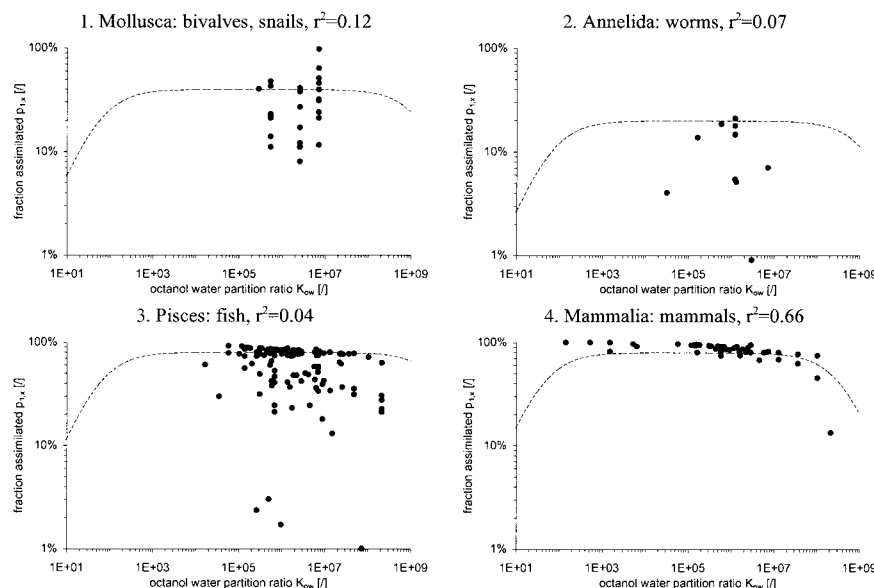 1. Mollusca: bivalves, snails, r²=0.12
100%
10%
1%
fraction assimilated p₁,ₓ [/]
1E+01 1E+03 1E+05 1E+07 1E+09
octanol water partition ratio Kow [/]
2. Annelida: worms, r²=0.07
100%
10%
1%
fraction assimilated p₁,ₓ [/]
1E+01 1E+03 1E+05 1E+07 1E+09
octanol water partition ratio Kow [/]
3. Pisces: fish, r²=0.04
100%
10%
1%
fraction assimilated p₁,ₓ [/]
1E+01 1E+03 1E+05 1E+07 1E+09
octanol water partition ratio Kow [/]
4. Mammalia: mammals, r²=0.66
100%
10%
1%
fraction assimilated p₁,ₓ [/]
1E+01 1E+03 1E+05 1E+07 1E+09
octanol water partition ratio Kow [/]